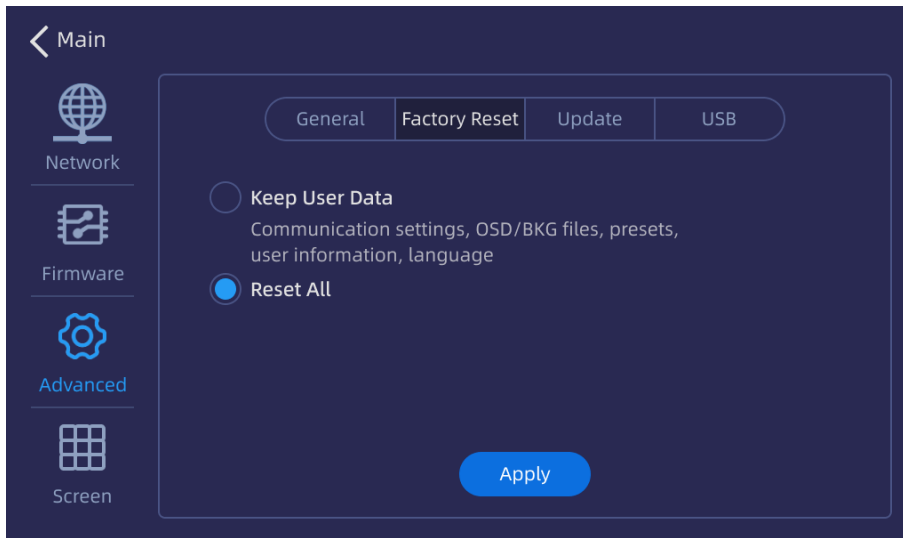 Main
Network
Firmware
Advanced
Screen
General
Factory Reset
Update
USB
Keep User Data
Communication settings, OSD/BKG files, presets,
user information, language
Reset All
Apply